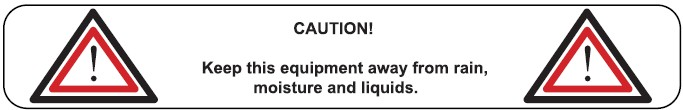 CAUTION!
Keep this equipment away from rain,
moisture and liquids.